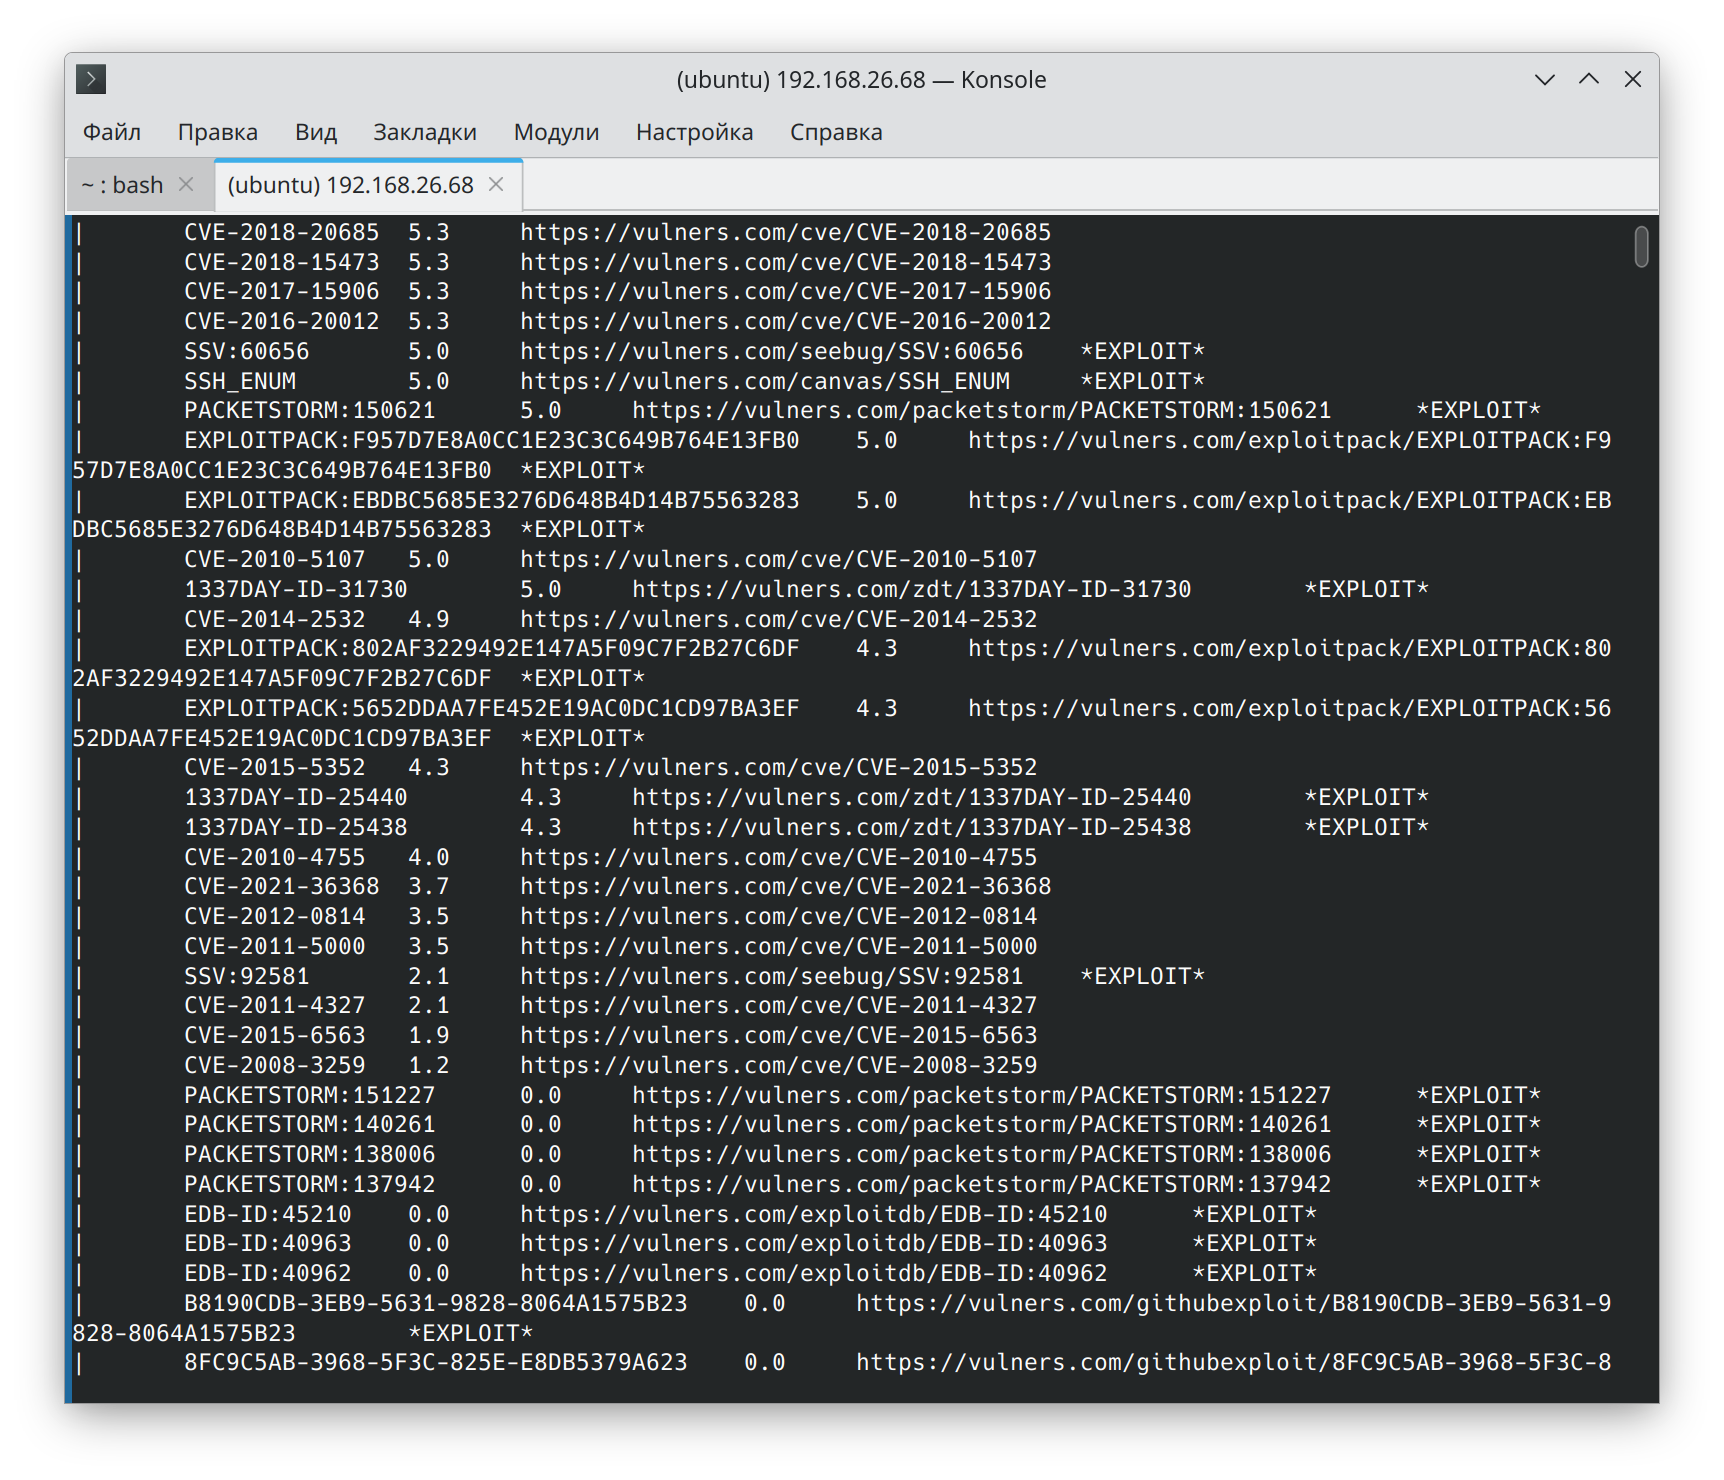 (ubuntu) 192.168.26.68 — Konsole
Файл Правка Вид Закладки Модули Настройка Справка
~ : bash (ubuntu) 192.168.26.68
| CVE-2018-20685 5.3 https://vulners.com/cve/CVE-2018-20685
| CVE-2018-15473 5.3 https://vulners.com/cve/CVE-2018-15473
| CVE-2017-15906 5.3 https://vulners.com/cve/CVE-2017-15906
| CVE-2016-20012 5.3 https://vulners.com/cve/CVE-2016-20012
| SSV:60656 5.0 https://vulners.com/seebug/SSV:60656 *EXPLOIT*
| SSH_ENUM 5.0 https://vulners.com/canvas/SSH_ENUM *EXPLOIT*
| PACKETSTORM:150621 5.0 https://vulners.com/packetstorm/PACKETSTORM:150621 *EXPLOIT*
| EXPLOITPACK:F957D7E8A0CC1E23C3C649B764E13FB0 5.0 https://vulners.com/exploitpack/EXPLOITPACK:F9
57D7E8A0CC1E23C3C649B764E13FB0 *EXPLOIT*
| EXPLOITPACK:EBDBC5685E3276D648B4D14B75563283 5.0 https://vulners.com/exploitpack/EXPLOITPACK:EB
DBC5685E3276D648B4D14B75563283 *EXPLOIT*
| CVE-2010-5107 5.0 https://vulners.com/cve/CVE-2010-5107
| 1337DAY-ID-31730 5.0 https://vulners.com/zdt/1337DAY-ID-31730 *EXPLOIT*
| CVE-2014-2532 4.9 https://vulners.com/cve/CVE-2014-2532
| EXPLOITPACK:802AF3229492E147A5F09C7F2B27C6DF 4.3 https://vulners.com/exploitpack/EXPLOITPACK:80
2AF3229492E147A5F09C7F2B27C6DF *EXPLOIT*
| EXPLOITPACK:5652DDAA7FE452E19AC0DC1CD97BA3EF 4.3 https://vulners.com/exploitpack/EXPLOITPACK:56
52DDAA7FE452E19AC0DC1CD97BA3EF *EXPLOIT*
| CVE-2015-5352 4.3 https://vulners.com/cve/CVE-2015-5352
| 1337DAY-ID-25440 4.3 https://vulners.com/zdt/1337DAY-ID-25440 *EXPLOIT*
| 1337DAY-ID-25438 4.3 https://vulners.com/zdt/1337DAY-ID-25438 *EXPLOIT*
| CVE-2010-4755 4.0 https://vulners.com/cve/CVE-2010-4755
| CVE-2021-36368 3.7 https://vulners.com/cve/CVE-2021-36368
| CVE-2012-0814 3.5 https://vulners.com/cve/CVE-2012-0814
| CVE-2011-5000 3.5 https://vulners.com/cve/CVE-2011-5000
| SSV:92581 2.1 https://vulners.com/seebug/SSV:92581 *EXPLOIT*
| CVE-2011-4327 2.1 https://vulners.com/cve/CVE-2011-4327
| CVE-2015-6563 1.9 https://vulners.com/cve/CVE-2015-6563
| CVE-2008-3259 1.2 https://vulners.com/cve/CVE-2008-3259
| PACKETSTORM:151227 0.0 https://vulners.com/packetstorm/PACKETSTORM:151227 *EXPLOIT*
| PACKETSTORM:140261 0.0 https://vulners.com/packetstorm/PACKETSTORM:140261 *EXPLOIT*
| PACKETSTORM:138006 0.0 https://vulners.com/packetstorm/PACKETSTORM:138006 *EXPLOIT*
| PACKETSTORM:137942 0.0 https://vulners.com/packetstorm/PACKETSTORM:137942 *EXPLOIT*
| EDB-ID:45210 0.0 https://vulners.com/exploitdb/EDB-ID:45210 *EXPLOIT*
| EDB-ID:40963 0.0 https://vulners.com/exploitdb/EDB-ID:40963 *EXPLOIT*
| EDB-ID:40962 0.0 https://vulners.com/exploitdb/EDB-ID:40962 *EXPLOIT*
| B8190CDB-3EB9-5631-9828-8064A1575B23 0.0 https://vulners.com/githubexploit/B8190CDB-3EB9-5631-9
828-8064A1575B23 *EXPLOIT*
| 8FC9C5AB-3968-5F3C-825E-E8DB5379A623 0.0 https://vulners.com/githubexploit/8FC9C5AB-3968-5F3C-8